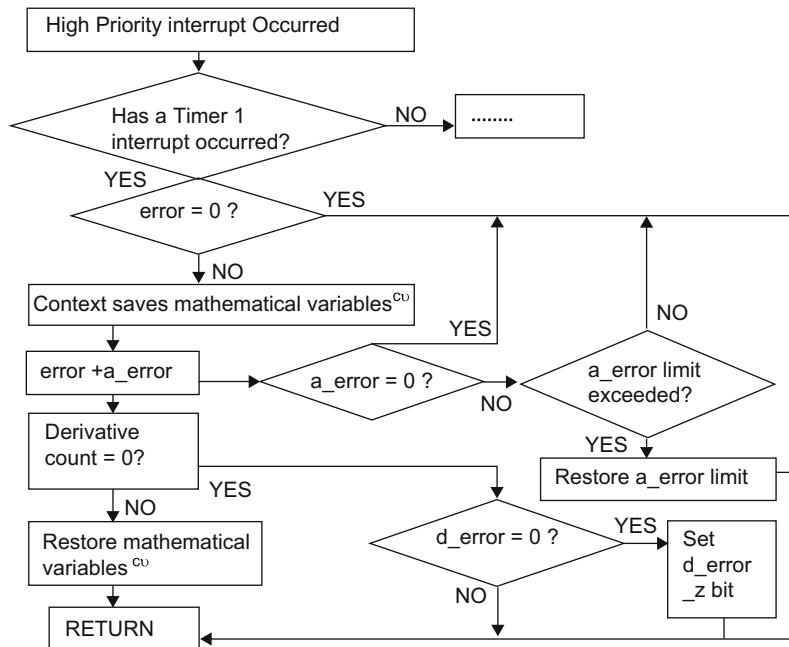 High Priority interrupt Occurred
Has a Timer 1
interrupt occurred?
NO
........
YES
error = 0 ?
YES
NO
Context saves mathematical variables cυ
YES
NO
error +a_error
a_error = 0 ?
NO
a_error limit
exceeded?
Derivative
count = 0?
YES
YES
Restore a_error limit
NO
d_error = 0 ?
YES
Set
d_error
_z bit
Restore mathematical
variables cυ
NO
RETURN